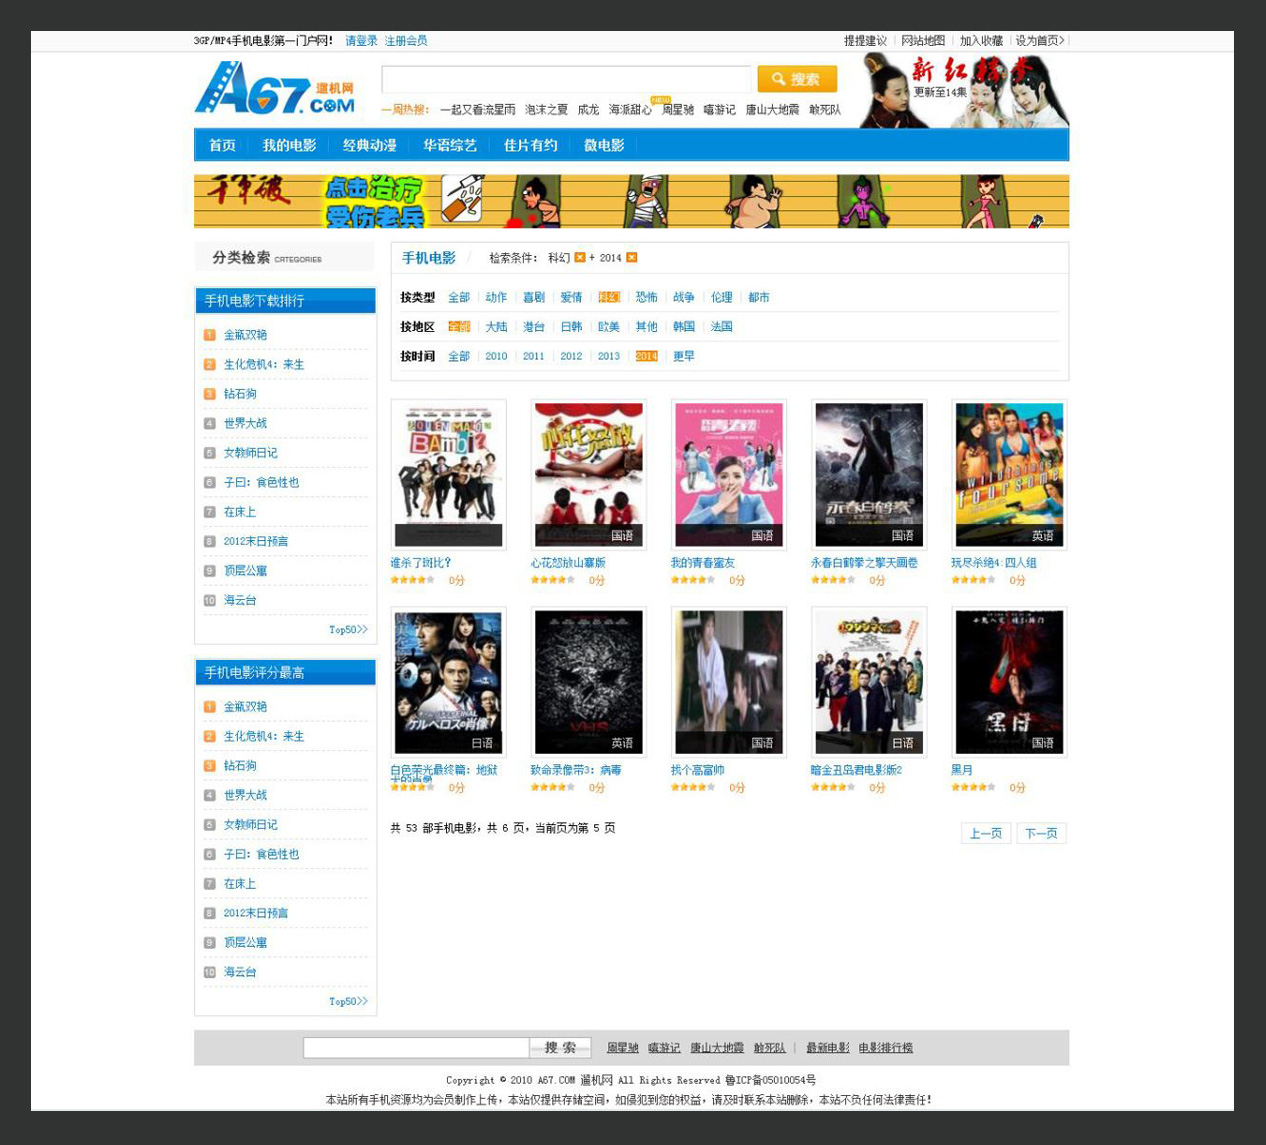 3GP/MP4手机电影第一门户网! 请登录 注册会员
提提建议 网站地图 加入收藏 设为首页>
A67.COM 遛机网
搜索
新红楼梦
更新至14集
一周热搜: 一起又看流星雨 泡沫之夏 成龙 海派甜心 NEW 周星驰 嘻游记 唐山大地震 敢死队
首页 我的电影 经典动漫 华语综艺 佳片有约 微电影
点击治疗
受伤老兵
分类检索 CATEGORIES
手机电影 / 检索条件: 科幻 + 2014
按类型 全部 动作 喜剧 爱情 科幻 恐怖 战争 伦理 都市
按地区 全部 大陆 港台 日韩 欧美 其他 韩国 法国
按时间 全部 2010 2011 2012 2013 2014 更早
手机电影下载排行
1 金瓶双艳
2 生化危机4: 来生
3 钻石狗
4 世界大战
5 女教师日记
6 子曰: 食色性也
7 在床上
8 2012末日预言
9 顶层公寓
10 海云台
Top50>>
手机电影评分最高
1 金瓶双艳
2 生化危机4: 来生
3 钻石狗
4 世界大战
5 女教师日记
6 子曰: 食色性也
7 在床上
8 2012末日预言
9 顶层公寓
10 海云台
Top50>>
BAMBi?
国语 国语 国语 英语
谁杀了斑比? 心花怒放山寨版 我的青春蜜友 永春白鹤拳之擎天画卷 玩尽杀绝4:四人组
0分 0分 0分 0分 0分
ケルベロスの肖像
黑月
日语 英语 国语 日语 国语
白色荣光最终篇: 地狱 致命录像带3: 病毒 找个高富帅 暗金丑岛君电影版2 黑月
0分 0分 0分 0分 0分
共 53 部手机电影, 共 6 页, 当前页为第 5 页
上一页 下一页
搜 索 周星驰 嘻游记 唐山大地震 敢死队 | 最新电影 电影排行榜
Copyright © 2010 A67.COM 遛机网 All Rights Reserved 鲁ICP备05010054号
本站所有手机资源均为会员制作上传, 本站仅提供存储空间, 如侵犯到您的权益, 请及时联系本站删除, 本站不负任何法律责任!